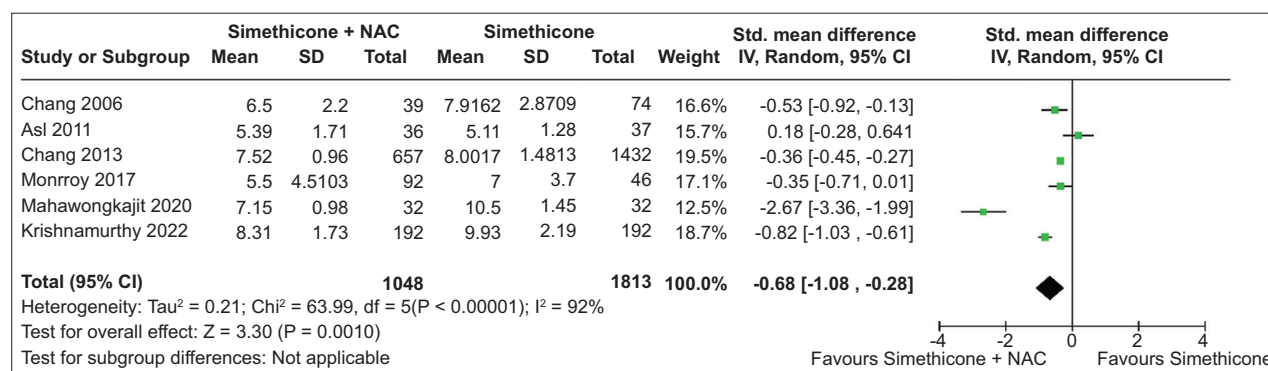 Simethicone + NAC Simethicone Std. mean difference Std. mean difference
Study or Subgroup Mean SD Total Mean SD Total Weight IV, Random, 95% CI IV, Random, 95% CI
Chang 2006 6.5 2.2 39 7.9162 2.8709 74 16.6% -0.53 [-0.92, -0.13]
Asl 2011 5.39 1.71 36 5.11 1.28 37 15.7% 0.18 [-0.28, 0.641
Chang 2013 7.52 0.96 657 8.0017 1.4813 1432 19.5% -0.36 [-0.45, -0.27]
Monrroy 2017 5.5 4.5103 92 7 3.7 46 17.1% -0.35 [-0.71, 0.01]
Mahawongkajit 2020 7.15 0.98 32 10.5 1.45 32 12.5% -2.67 [-3.36, -1.99]
Krishnamurthy 2022 8.31 1.73 192 9.93 2.19 192 18.7% -0.82 [-1.03 , -0.61]
Total (95% CI) 1048 1813 100.0% -0.68 [-1.08 , -0.28]
Heterogeneity: Tau² = 0.21; Chi² = 63.99, df = 5(P < 0.00001); I² = 92%
Test for overall effect: Z = 3.30 (P = 0.0010)
Test for subgroup differences: Not applicable
-4 -2 0 2 4
Favours Simethicone + NAC Favours Simethicone